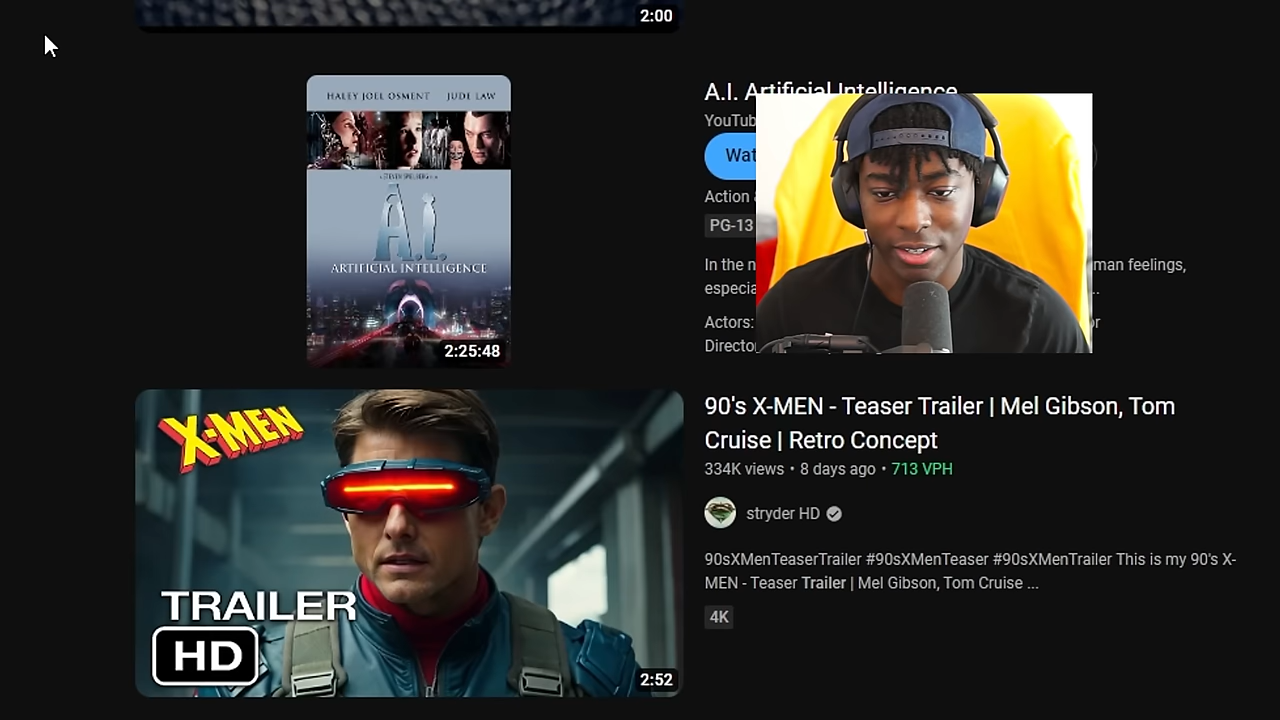 2:00
HALEY JOEL OSMENT JUDE LAW
A.I.
ARTIFICIAL INTELLIGENCE
2:25:48
A.I. Artificial Intelligence
YouTub
Wat
Action
PG-13
In the n man feelings,
especia ..
Actors: or
Directo
X-MEN
TRAILER
HD
2:52
90's X-MEN - Teaser Trailer | Mel Gibson, Tom
Cruise | Retro Concept
334K views • 8 days ago • 713 VPH
stryder HD
90sXMenTeaserTrailer #90sXMenTeaser #90sXMenTrailer This is my 90's X-
MEN - Teaser Trailer | Mel Gibson, Tom Cruise ...
4K